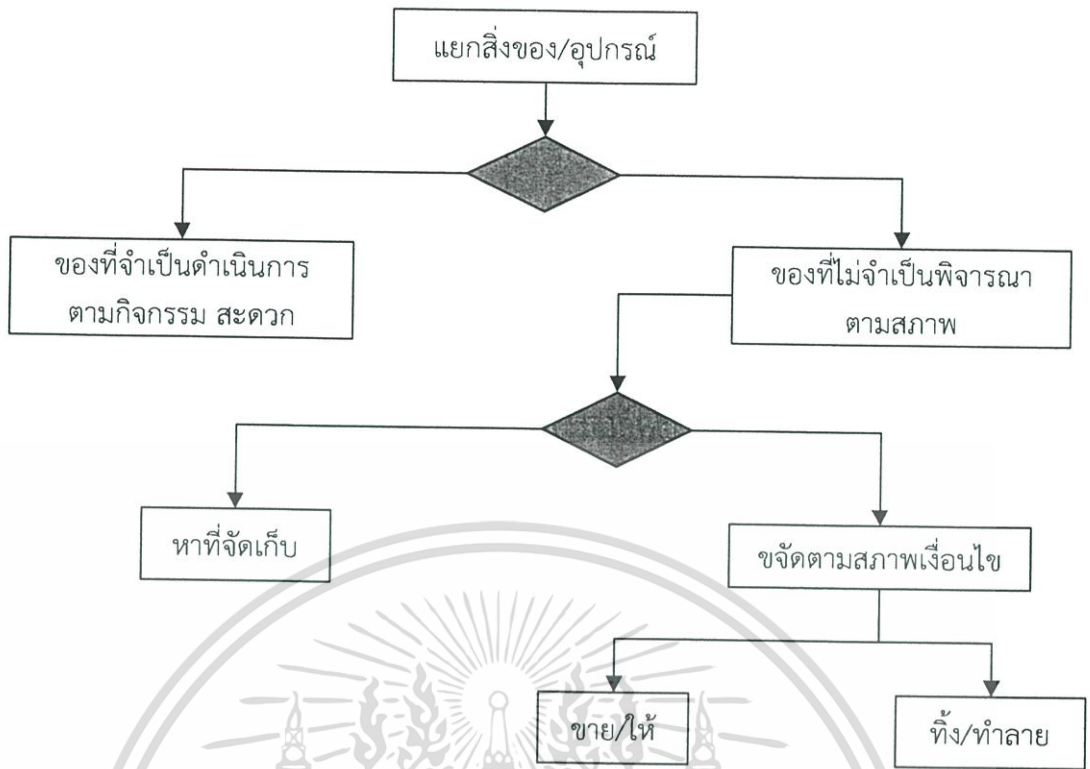 แยกสิ่งของ/อุปกรณ์
ของที่จำเป็นดำเนินการ
ตามกิจกรรม สะดวก
ของที่ไม่จำเป็นพิจารณา
ตามสภาพ
หาที่จัดเก็บ
ขจัดตามสภาพเงื่อนไข
ขาย/ให้
ทิ้ง/ทำลาย